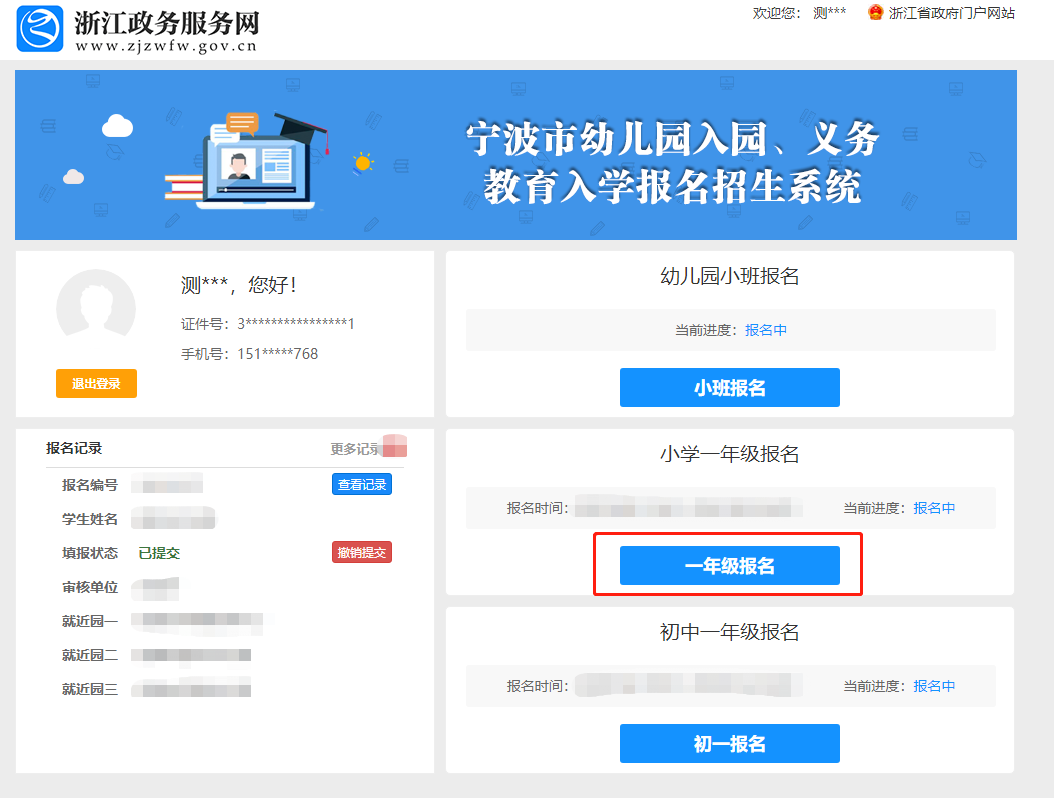 浙江政务服务网
www.zjzwfw.gov.cn
欢迎您： 测*** 浙江省政府门户网站
宁波市幼儿园入园、义务
教育入学报名招生系统
测***，您好！
证件号：3****************1
手机号：151*****768
退出登录
报名记录 更多记录
报名编号 查看记录
学生姓名
填报状态 已提交 撤销提交
审核单位
就近园一
就近园二
就近园三
幼儿园小班报名
当前进度：报名中
小班报名
小学一年级报名
报名时间： 当前进度：报名中
一年级报名
初中一年级报名
报名时间： 当前进度：报名中
初一报名